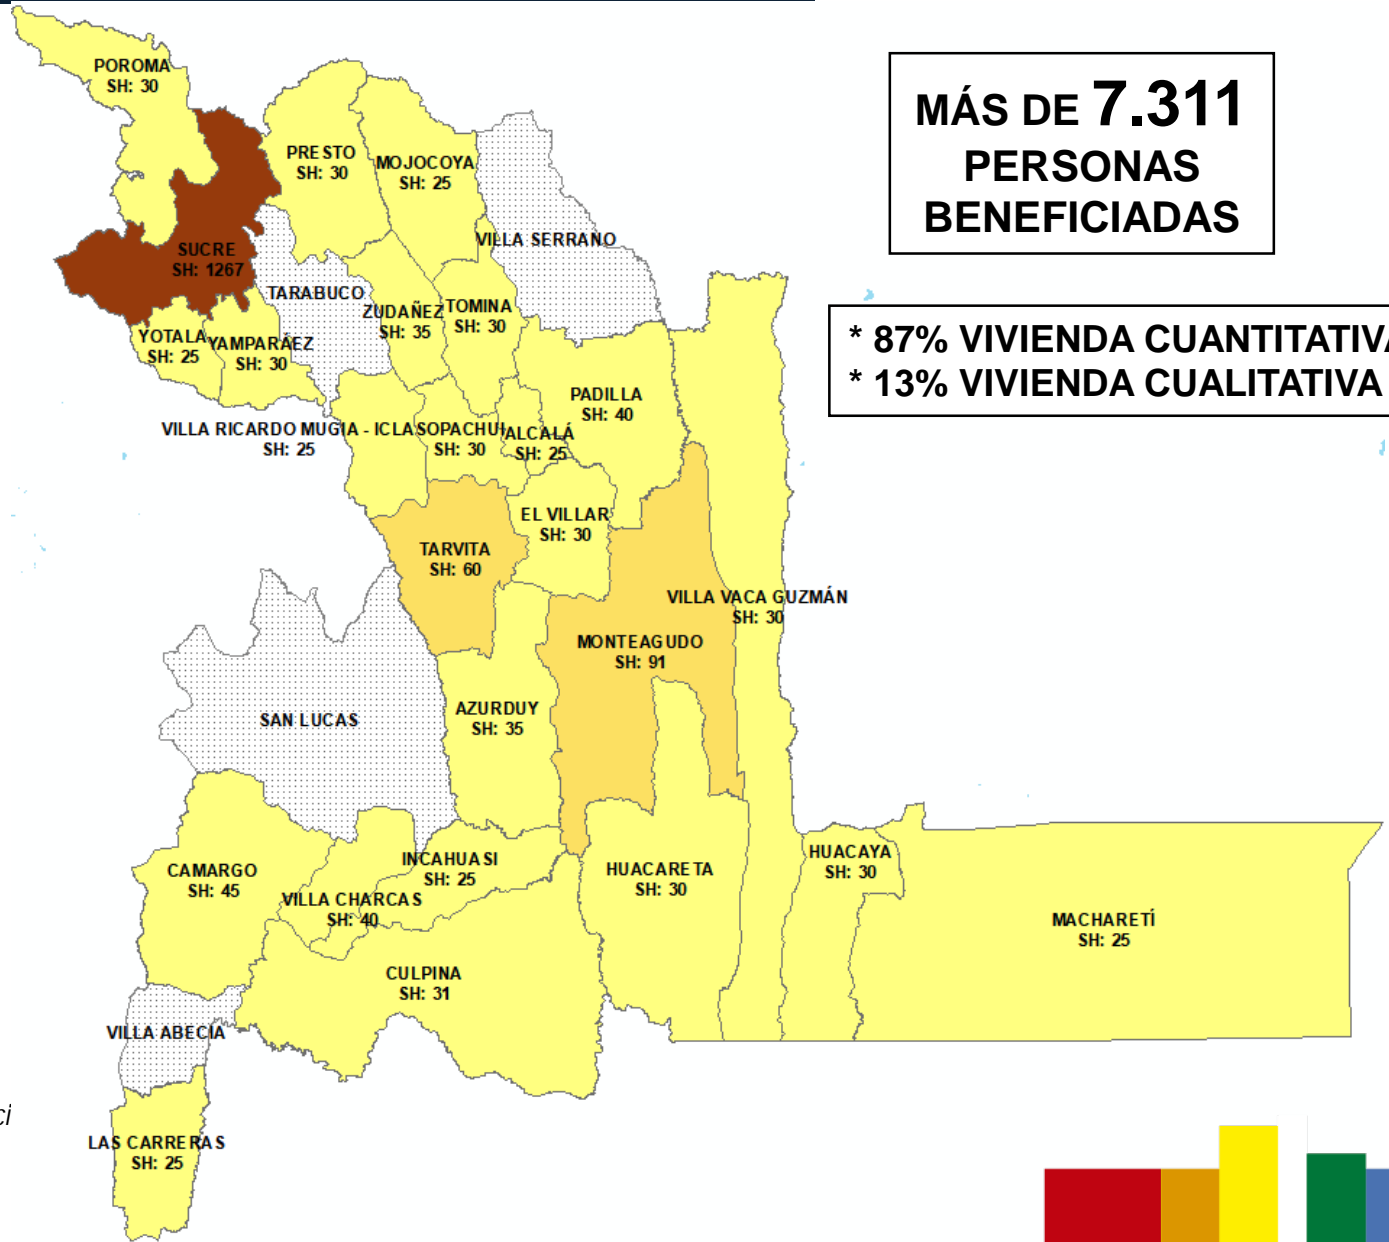 POROMA
SH: 30
MÁS DE 7.311
PERSONAS
BENEFICIADAS
PRESTO
SH: 30
MOJOCOYA
SH: 25
VILLA SERRANO
SUCRE
SH: 1267
TARABUCO
ZUDAÑEZ
SH: 35
TOMINA
SH: 30
* 87% VIVIENDA CUANTITATIVA
* 13% VIVIENDA CUALITATIVA
YOTALA
SH: 25
YAMPARÁEZ
SH: 30
PADILLA
SH: 40
VILLA RICARDO MUGIA - ICLA
SH: 25
SOPACHUI
SH: 30
ALCALÁ
SH: 25
EL VILLAR
SH: 30
TARVITA
SH: 60
VILLA VACA GUZMÁN
SH: 30
MONTEAGUDO
SH: 91
SAN LUCAS
AZURDUY
SH: 35
CAMARGO
SH: 45
VILLA CHARCAS
SH: 40
INCAHUASI
SH: 25
HUACARETA
SH: 30
HUACAYA
SH: 30
MACHARETÍ
SH: 25
CULPINA
SH: 31
VILLA ABECIA
ci
LAS CARRERAS
SH: 25